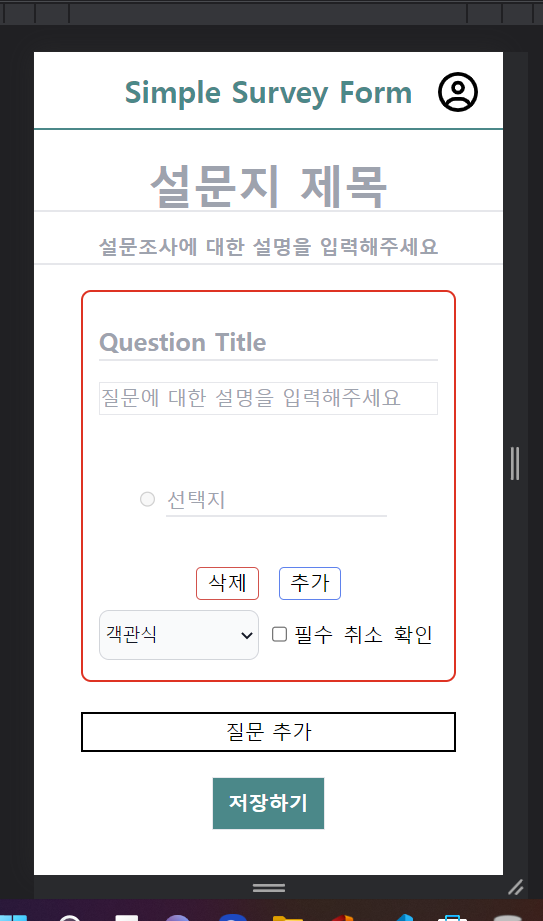 Simple Survey Form
설문지 제목
설문조사에 대한 설명을 입력해주세요
Question Title
질문에 대한 설명을 입력해주세요
선택지
삭제 추가
객관식 필수 취소 확인
질문 추가
저장하기